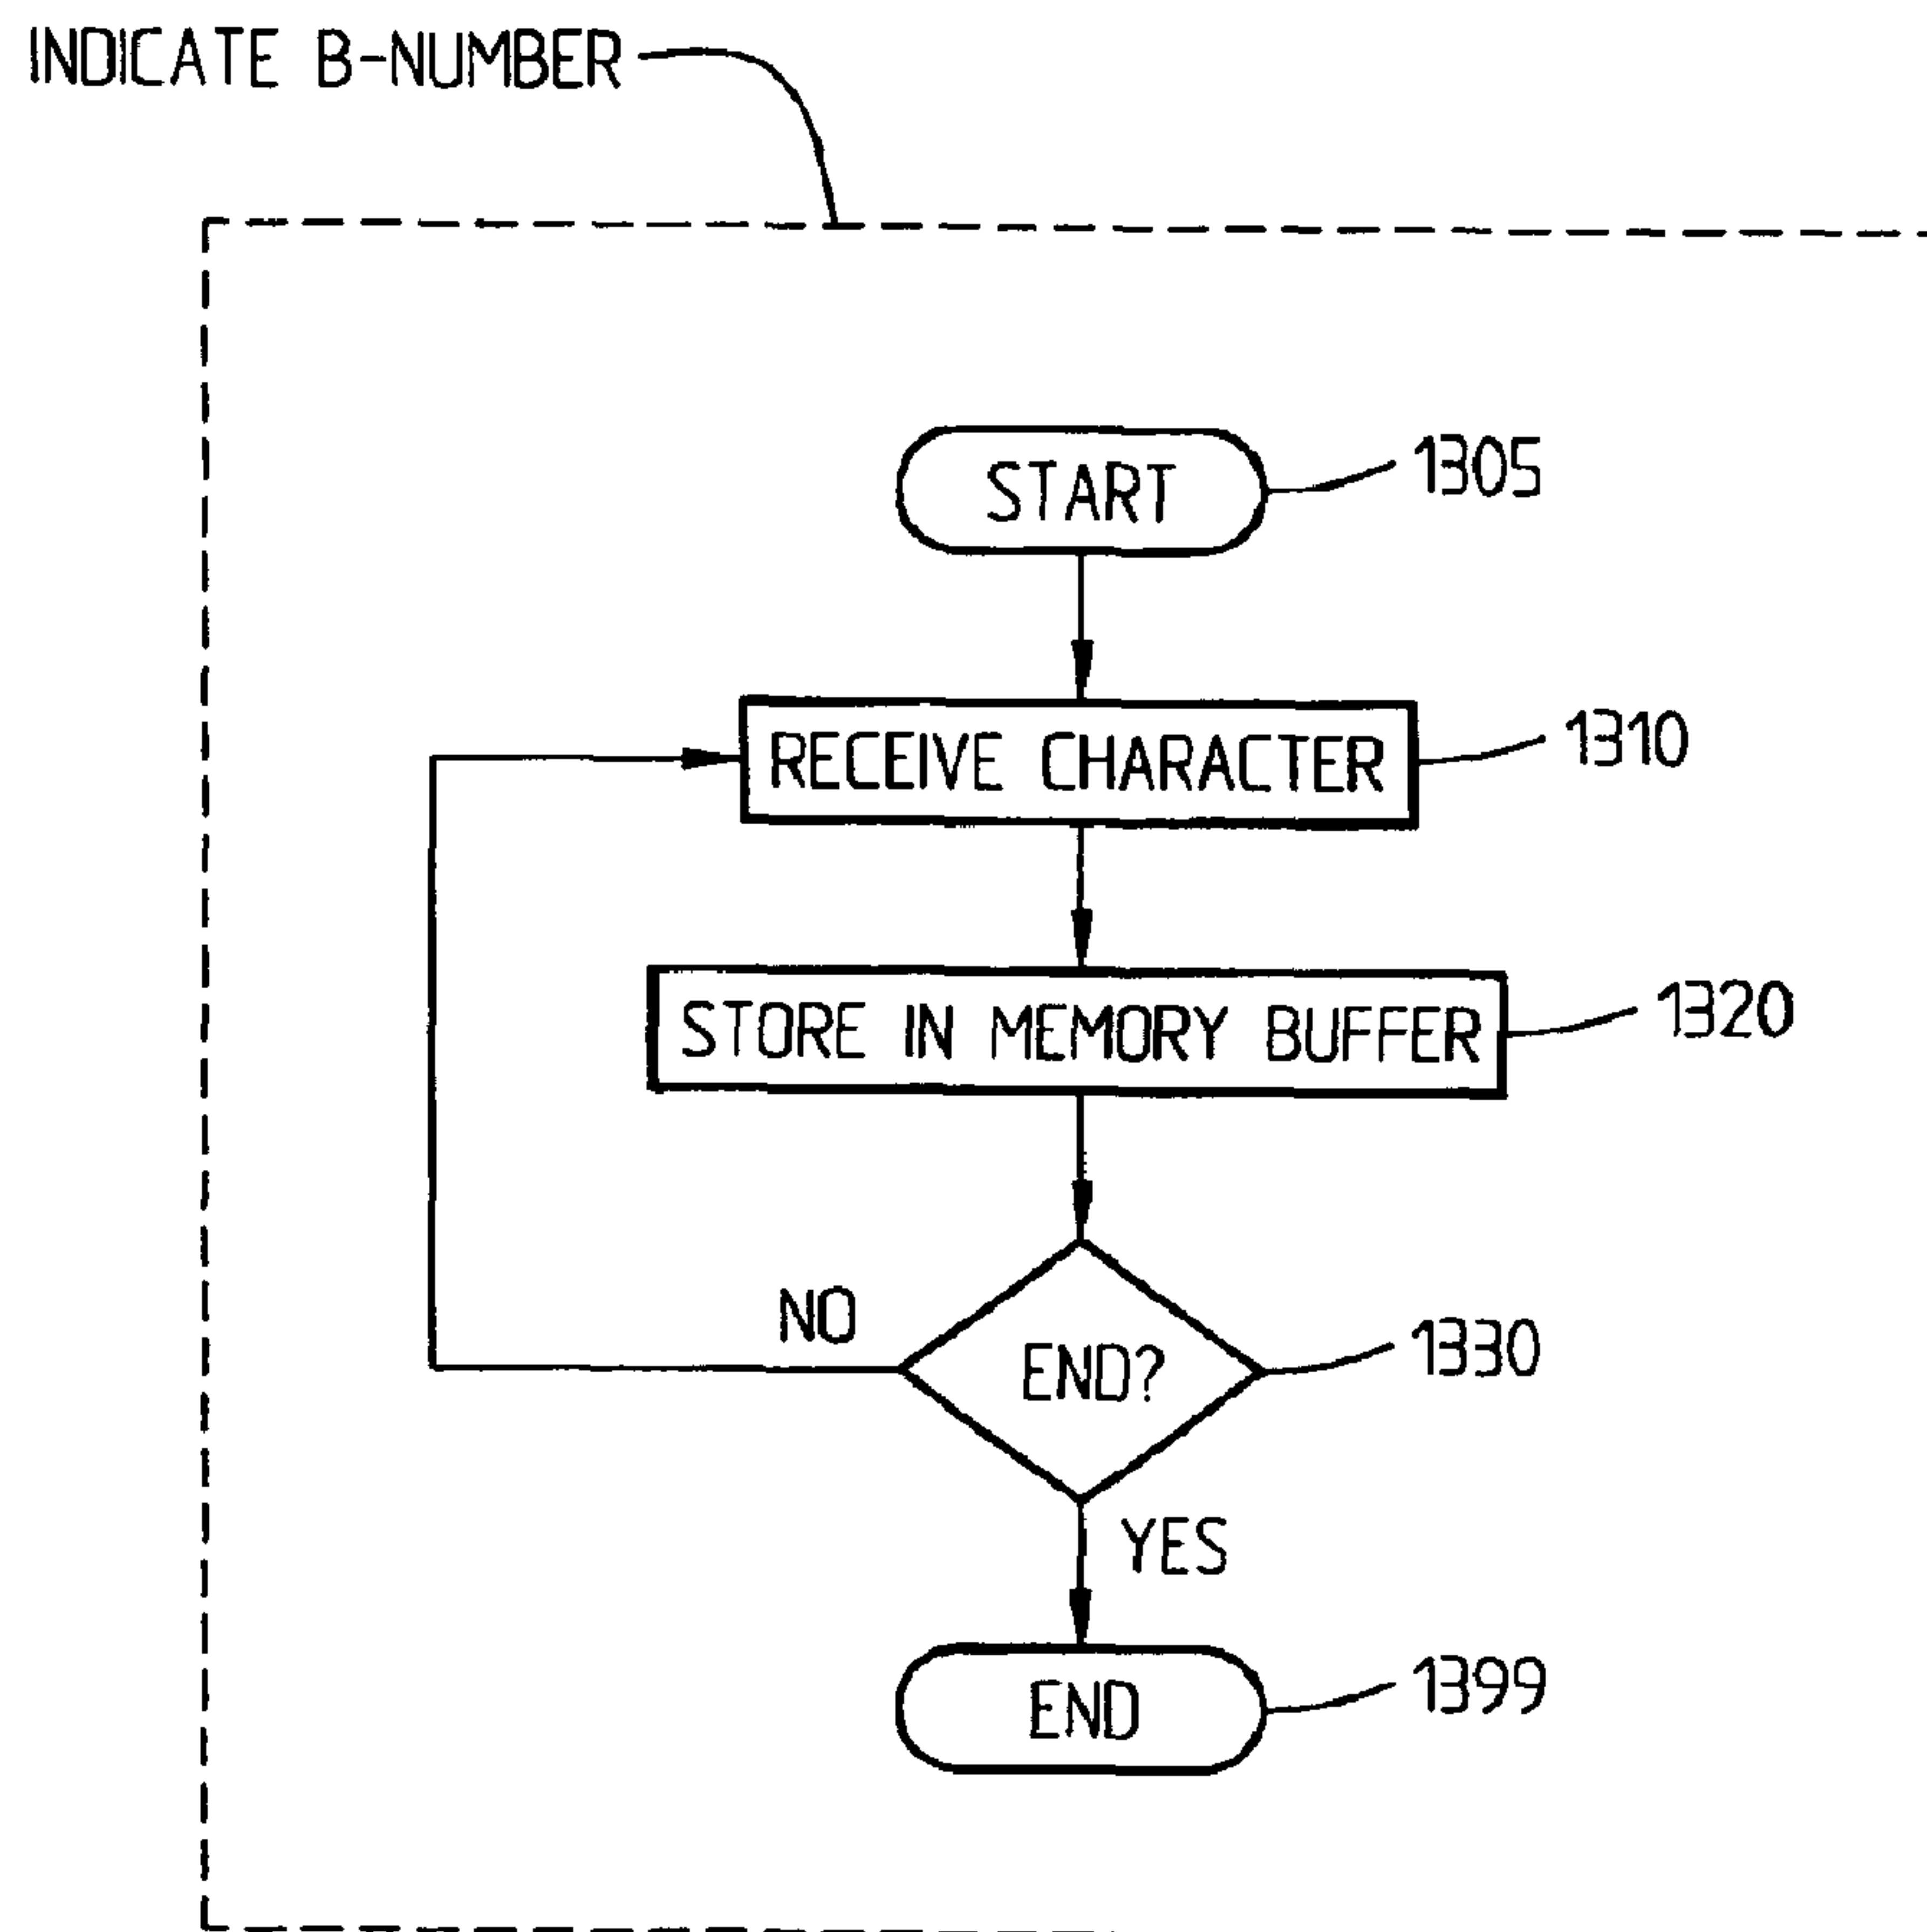 INDICATE B-NUMBER
START
1305
RECEIVE CHARACTER
1310
STORE IN MEMORY BUFFER
1320
NO
END?
1330
YES
END
1399